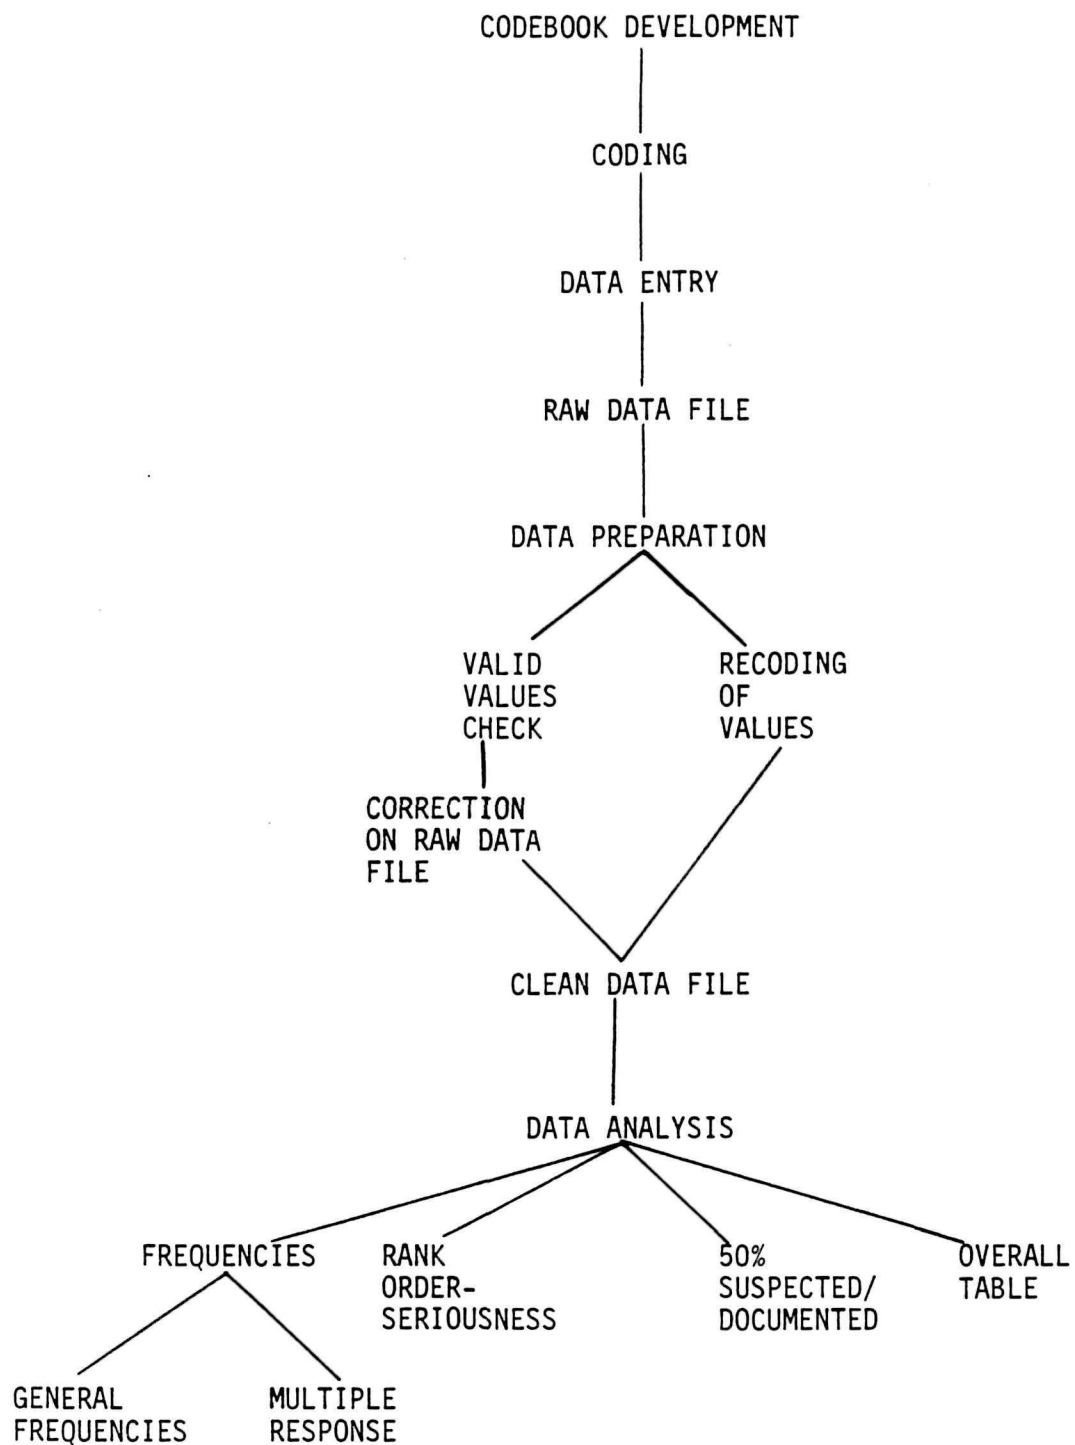 CODEBOOK DEVELOPMENT
CODING
DATA ENTRY
RAW DATA FILE
DATA PREPARATION
VALID
VALUES
CHECK
RECODING
OF
VALUES
CORRECTION
ON RAW DATA
FILE
CLEAN DATA FILE
DATA ANALYSIS
FREQUENCIES
RANK
ORDER-
SERIOUSNESS
50%
SUSPECTED/
DOCUMENTED
OVERALL
TABLE
GENERAL
FREQUENCIES
MULTIPLE
RESPONSE